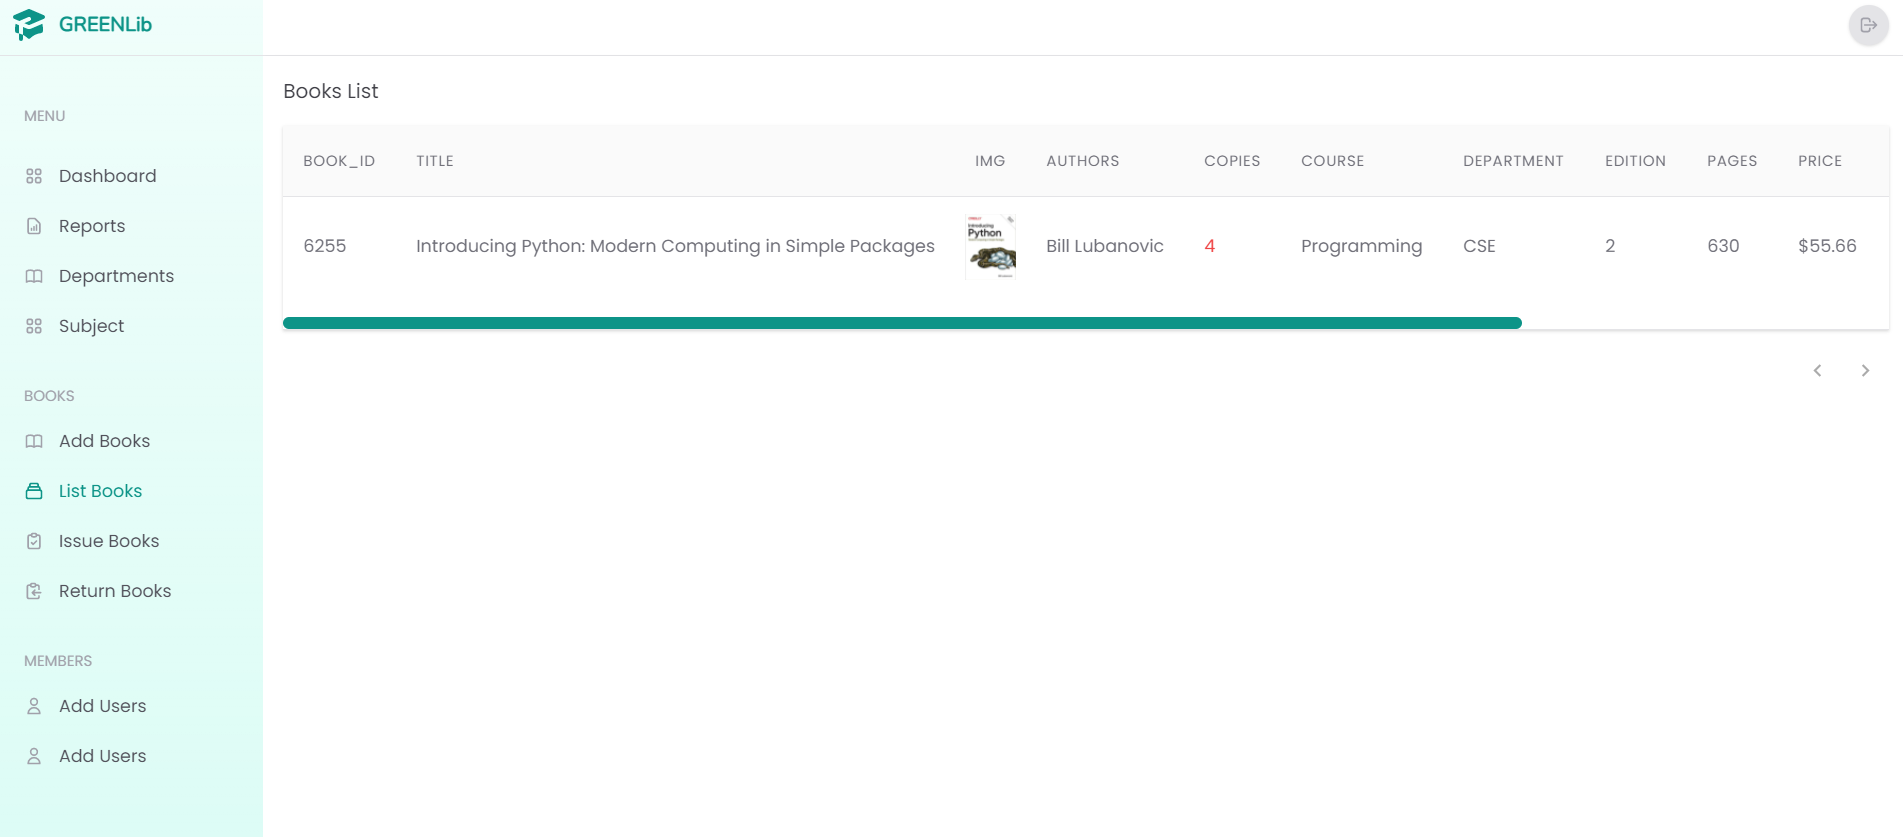 GREENLib
MENU
Dashboard
Reports
Departments
Subject
BOOKS
Add Books
List Books
Issue Books
Return Books
MEMBERS
Add Users
Add Users
Books List
BOOK_ID TITLE IMG AUTHORS COPIES COURSE DEPARTMENT EDITION PAGES PRICE
6255 Introducing Python: Modern Computing in Simple Packages Bill Lubanovic 4 Programming CSE 2 630 $55.66
Introducing
Python